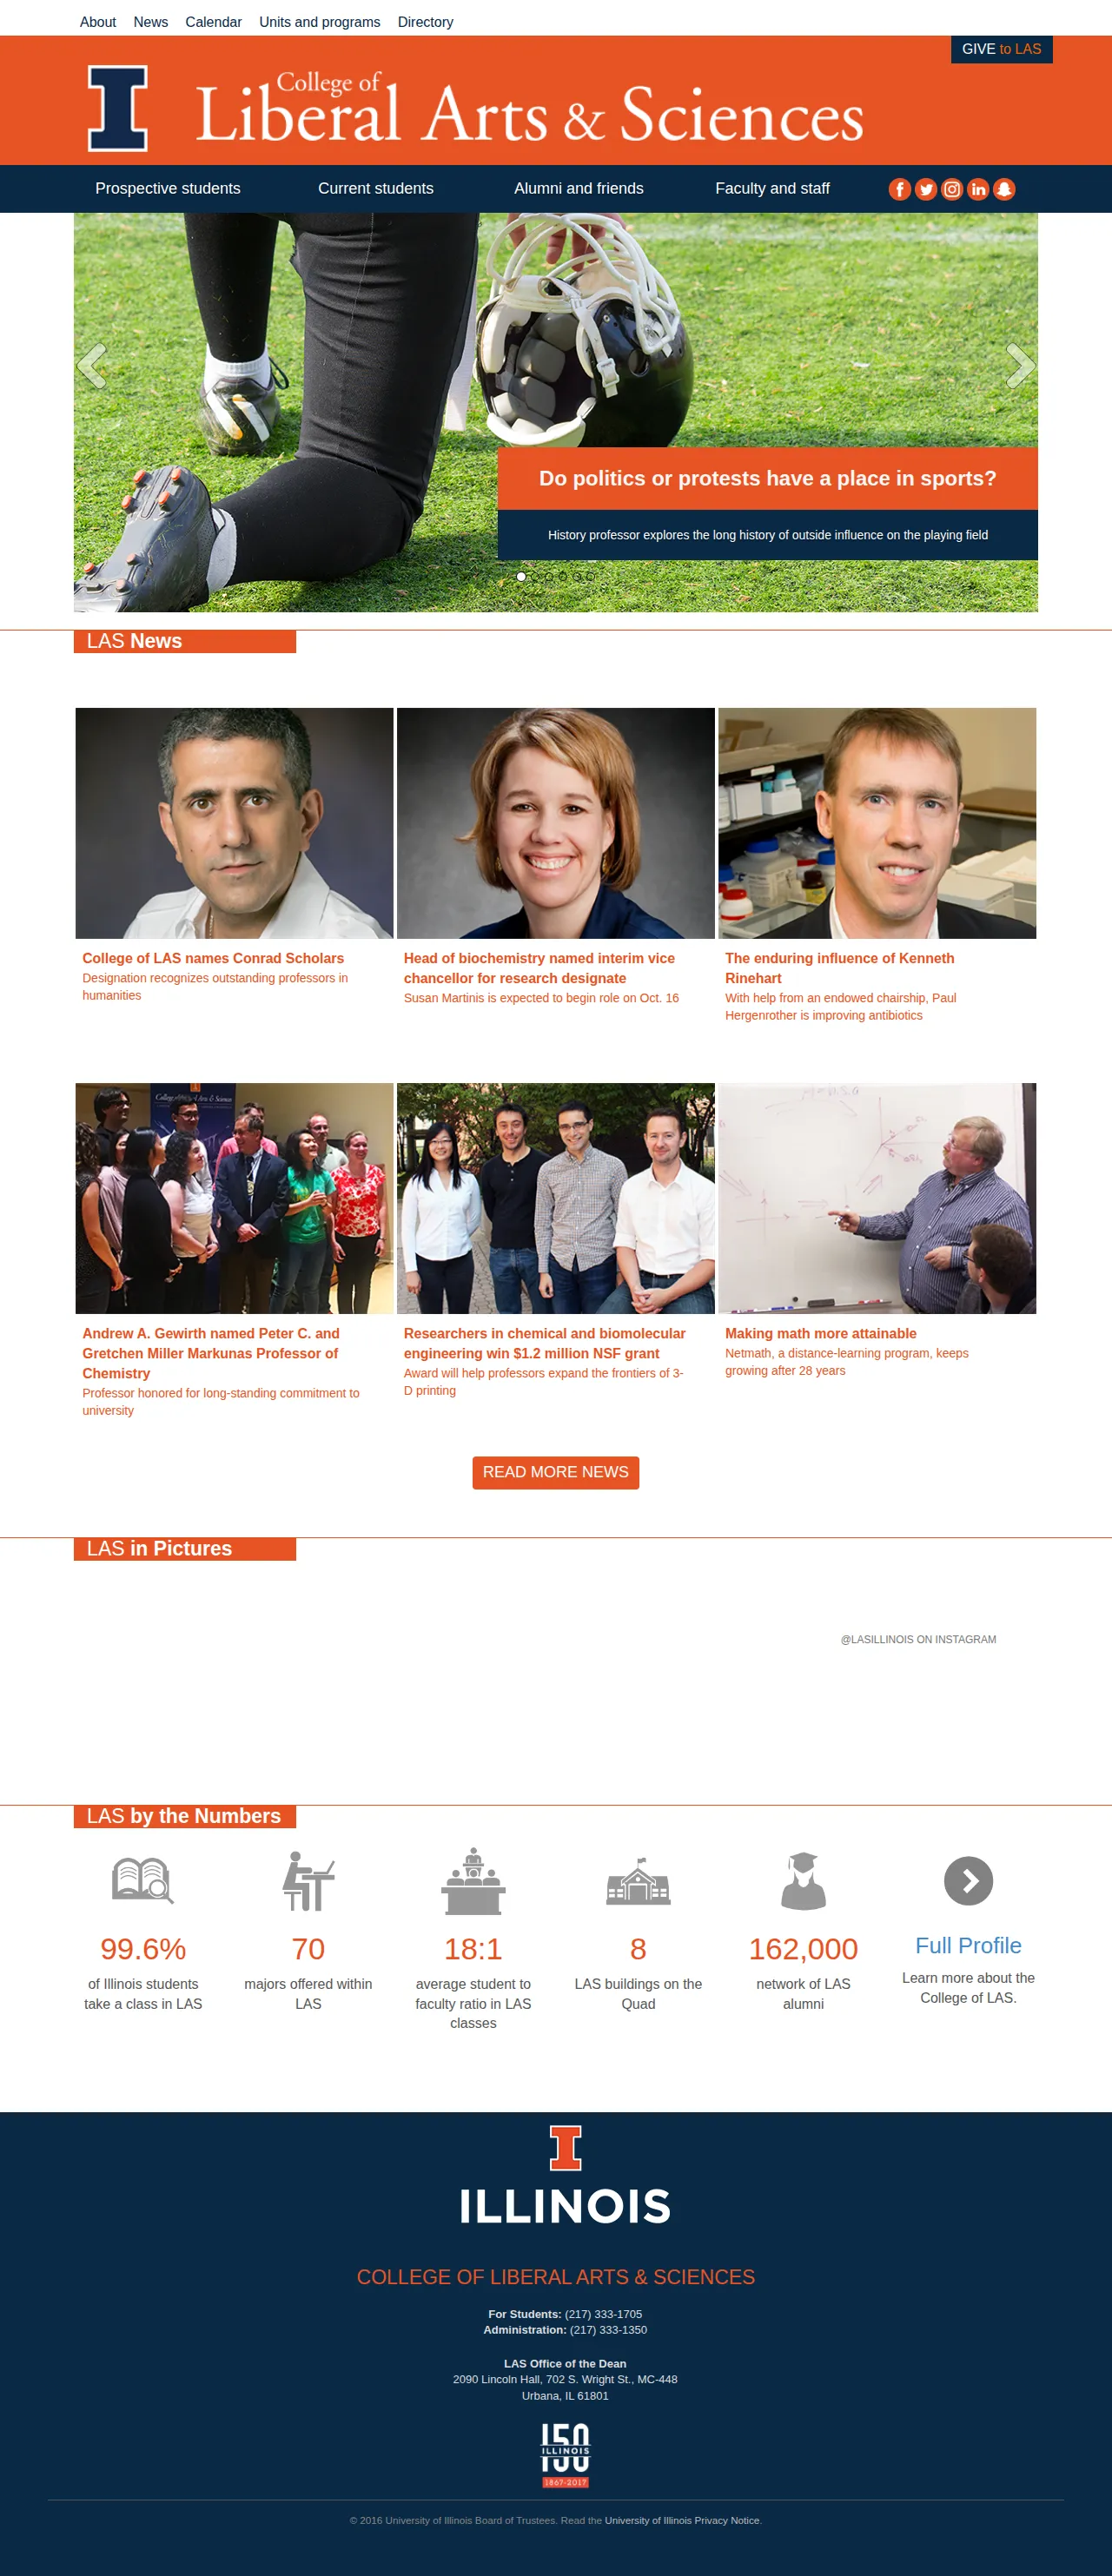 About News Calendar Units and programs Directory
GIVE to LAS
College of
Liberal Arts & Sciences
Prospective students Current students Alumni and friends Faculty and staff
Do politics or protests have a place in sports?
History professor explores the long history of outside influence on the playing field
LAS News
College of LAS names Conrad Scholars
Designation recognizes outstanding professors in
humanities
Head of biochemistry named interim vice
chancellor for research designate
Susan Martinis is expected to begin role on Oct. 16
The enduring influence of Kenneth
Rinehart
With help from an endowed chairship, Paul
Hergenrother is improving antibiotics
Andrew A. Gewirth named Peter C. and
Gretchen Miller Markunas Professor of
Chemistry
Professor honored for long-standing commitment to
university
Researchers in chemical and biomolecular
engineering win $1.2 million NSF grant
Award will help professors expand the frontiers of 3-
D printing
Making math more attainable
Netmath, a distance-learning program, keeps
growing after 28 years
READ MORE NEWS
LAS in Pictures
@LASILLINOIS ON INSTAGRAM
LAS by the Numbers
99.6%
of Illinois students
take a class in LAS
70
majors offered within
LAS
18:1
average student to
faculty ratio in LAS
classes
8
LAS buildings on the
Quad
162,000
network of LAS
alumni
Full Profile
Learn more about the
College of LAS.
ILLINOIS
COLLEGE OF LIBERAL ARTS & SCIENCES
For Students: (217) 333-1705
Administration: (217) 333-1350
LAS Office of the Dean
2090 Lincoln Hall, 702 S. Wright St., MC-448
Urbana, IL 61801
150
ILLINOIS
1867-2017
© 2016 University of Illinois Board of Trustees. Read the University of Illinois Privacy Notice.